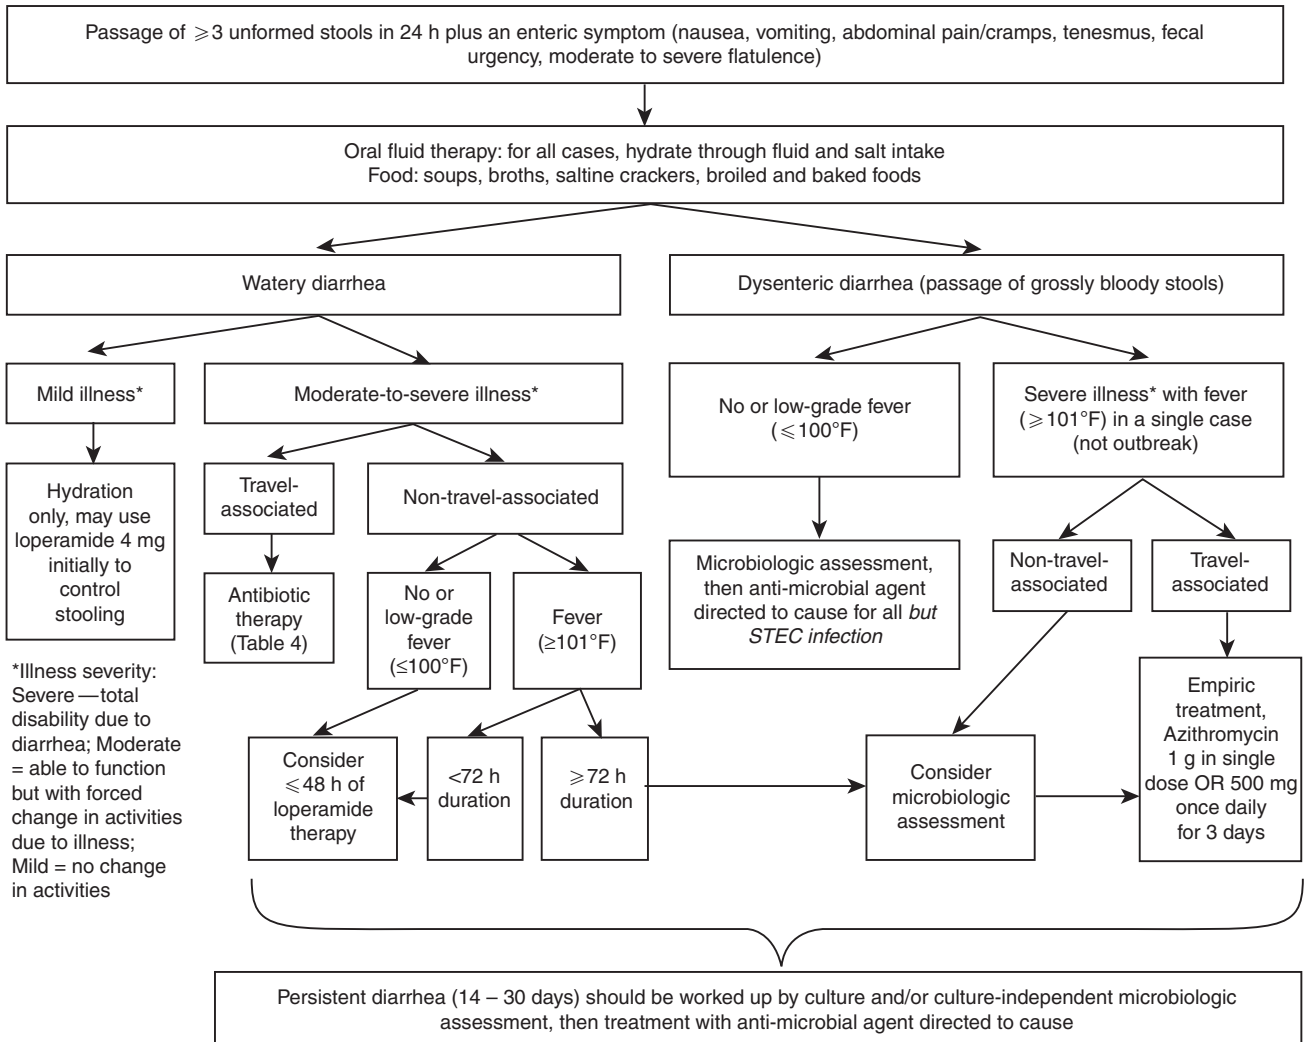 Passage of ⩾3 unformed stools in 24 h plus an enteric symptom (nausea, vomiting, abdominal pain/cramps, tenesmus, fecal
urgency, moderate to severe flatulence)
Oral fluid therapy: for all cases, hydrate through fluid and salt intake
Food: soups, broths, saltine crackers, broiled and baked foods
Watery diarrhea
Dysenteric diarrhea (passage of grossly bloody stools)
Mild illness*
Moderate-to-severe illness*
No or low-grade fever
(⩽100°F)
Severe illness* with fever
(⩾101°F) in a single case
(not outbreak)
Hydration
only, may use
loperamide 4 mg
initially to
control
stooling
Travel-
associated
Non-travel-associated
Microbiologic assessment,
then anti-microbial agent
directed to cause for all but
STEC infection
Non-travel-
associated
Travel-
associated
Antibiotic
therapy
(Table 4)
No or
low-grade
fever
(≤100°F)
Fever
(≥101°F)
*Illness severity:
Severe—total
disability due to
diarrhea; Moderate
= able to function
but with forced
change in activities
due to illness;
Mild = no change
in activities
Consider
⩽48 h of
loperamide
therapy
<72 h
duration
⩾72 h
duration
Consider
microbiologic
assessment
Empiric
treatment,
Azithromycin
1 g in single
dose OR 500 mg
once daily
for 3 days
Persistent diarrhea (14 – 30 days) should be worked up by culture and/or culture-independent microbiologic
assessment, then treatment with anti-microbial agent directed to cause